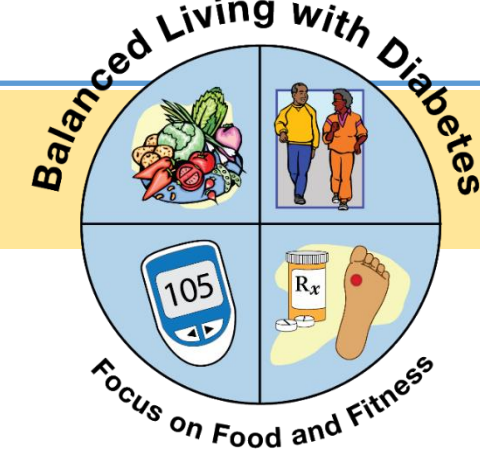 Balanced Living with Diabetes
105
Rx
Focus on Food and Fitness